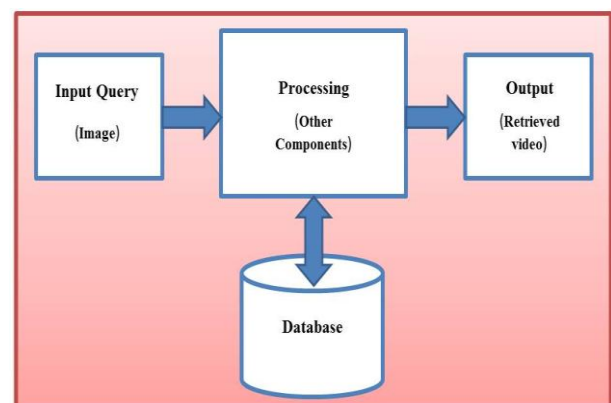 Input Query
(Image)
Processing
(Other
Components)
Output
(Retrieved
video)
Database